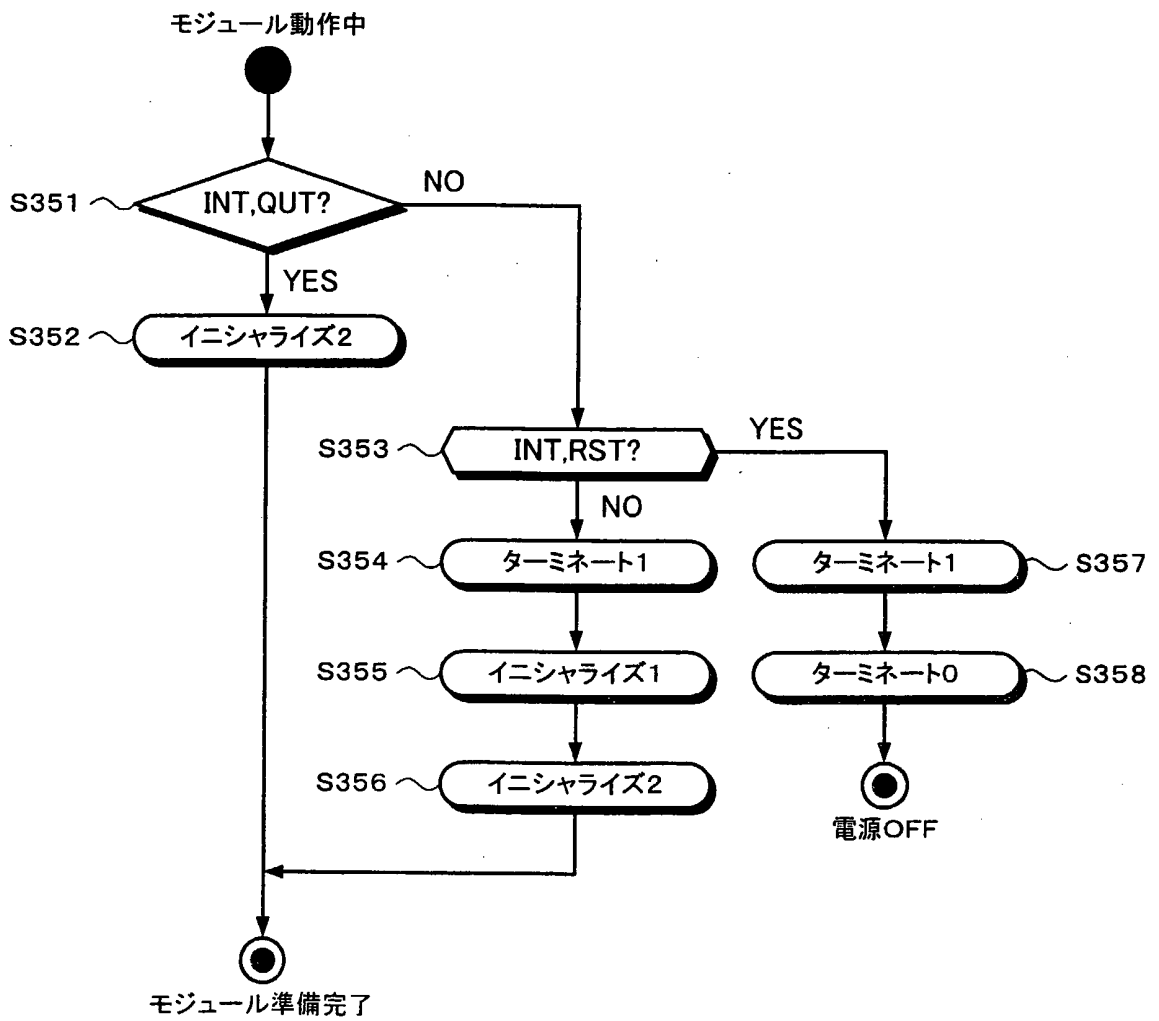 モジュール動作中
S351
INT,QUT?
NO
YES
S352
イニシャライズ2
S353
INT,RST?
YES
NO
S354
ターミネート1
ターミネート1
S357
S355
イニシャライズ1
ターミネート0
S358
S356
イニシャライズ2
電源OFF
モジュール準備完了